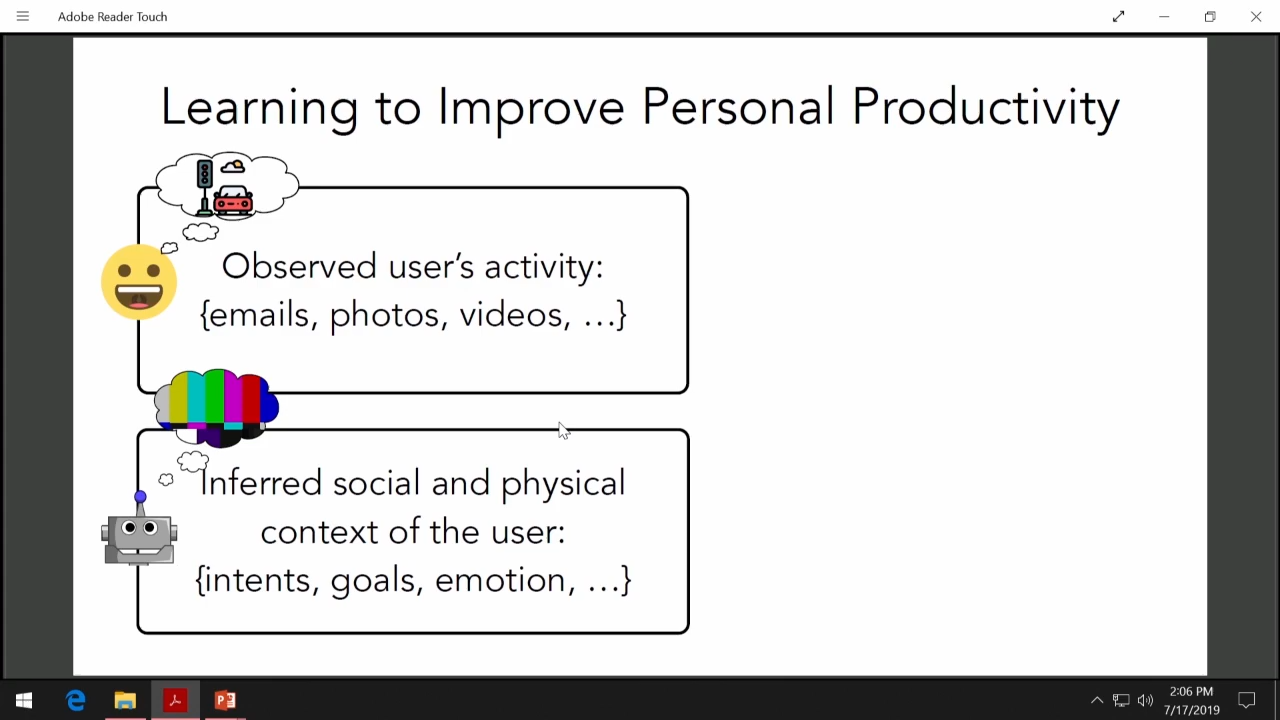 Adobe Reader Touch
Learning to Improve Personal Productivity
Observed user's activity:
{emails, photos, videos, …}
Inferred social and physical
context of the user:
{intents, goals, emotion, …}
2:06 PM
7/17/2019